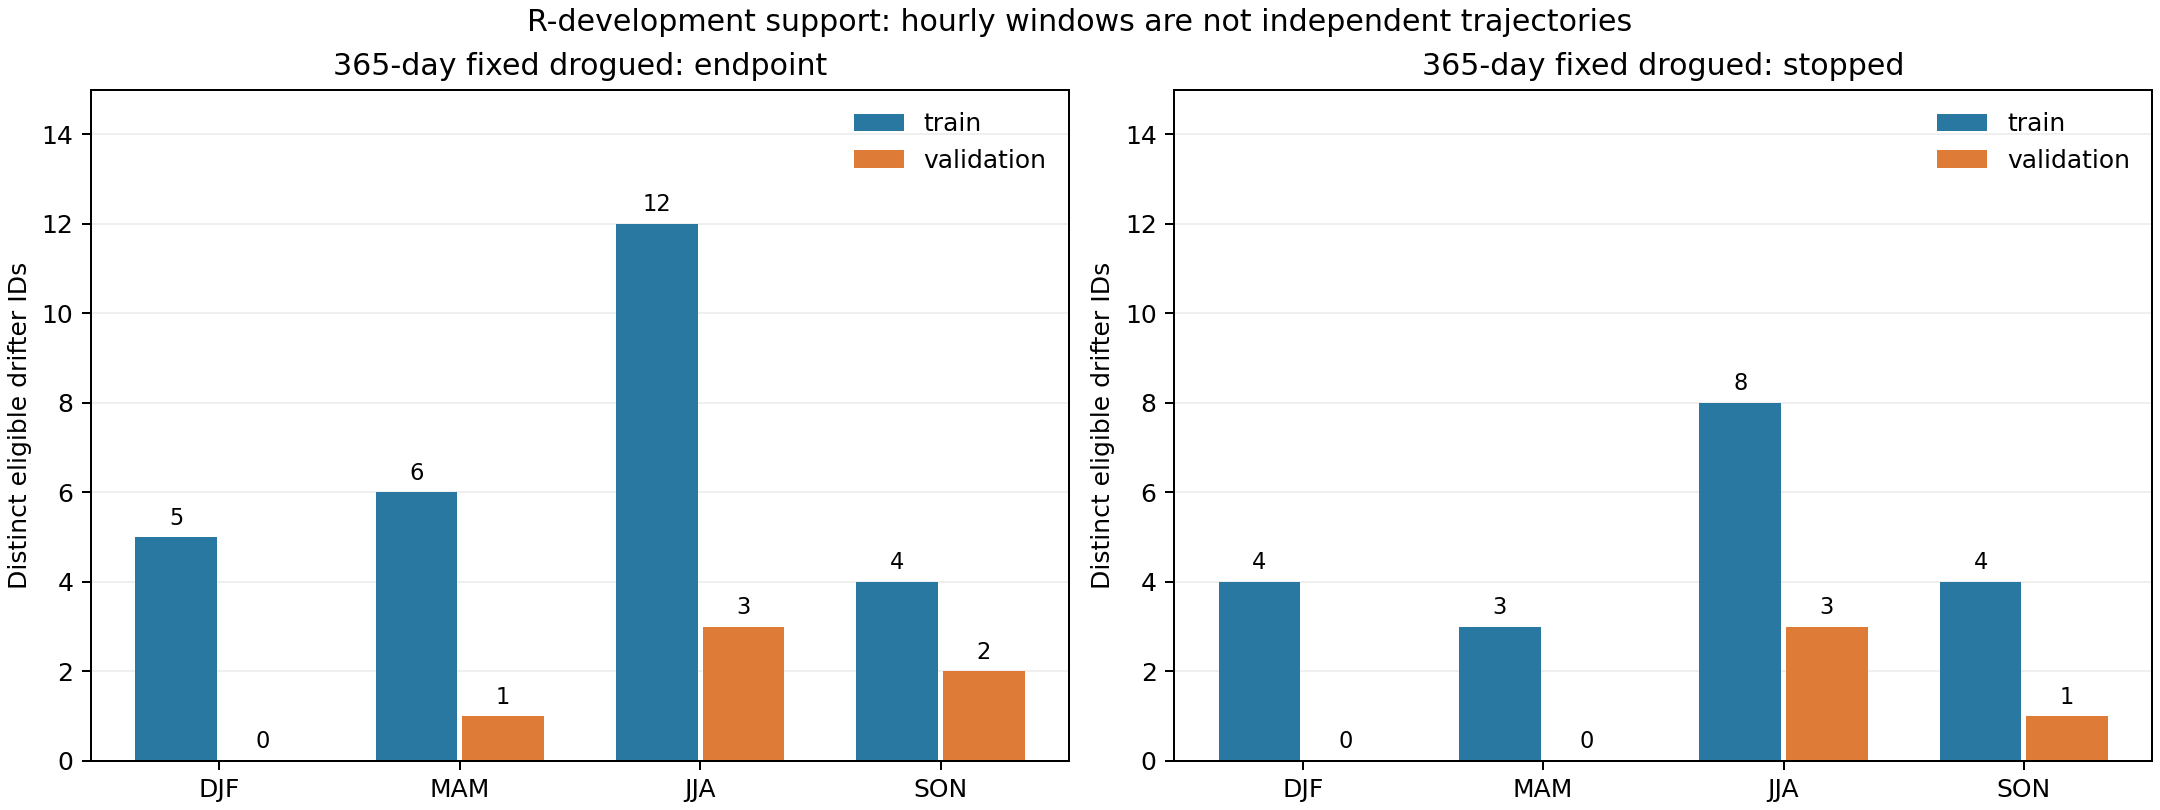 R-development support: hourly windows are not independent trajectories
365-day fixed drogued: endpoint
Distinct eligible drifter IDs
14
12
10
8
6
4
2
0
train
validation
5
0
6
1
12
3
4
2
DJF
MAM
JJA
SON
365-day fixed drogued: stopped
Distinct eligible drifter IDs
14
12
10
8
6
4
2
0
train
validation
4
0
3
0
8
3
4
1
DJF
MAM
JJA
SON